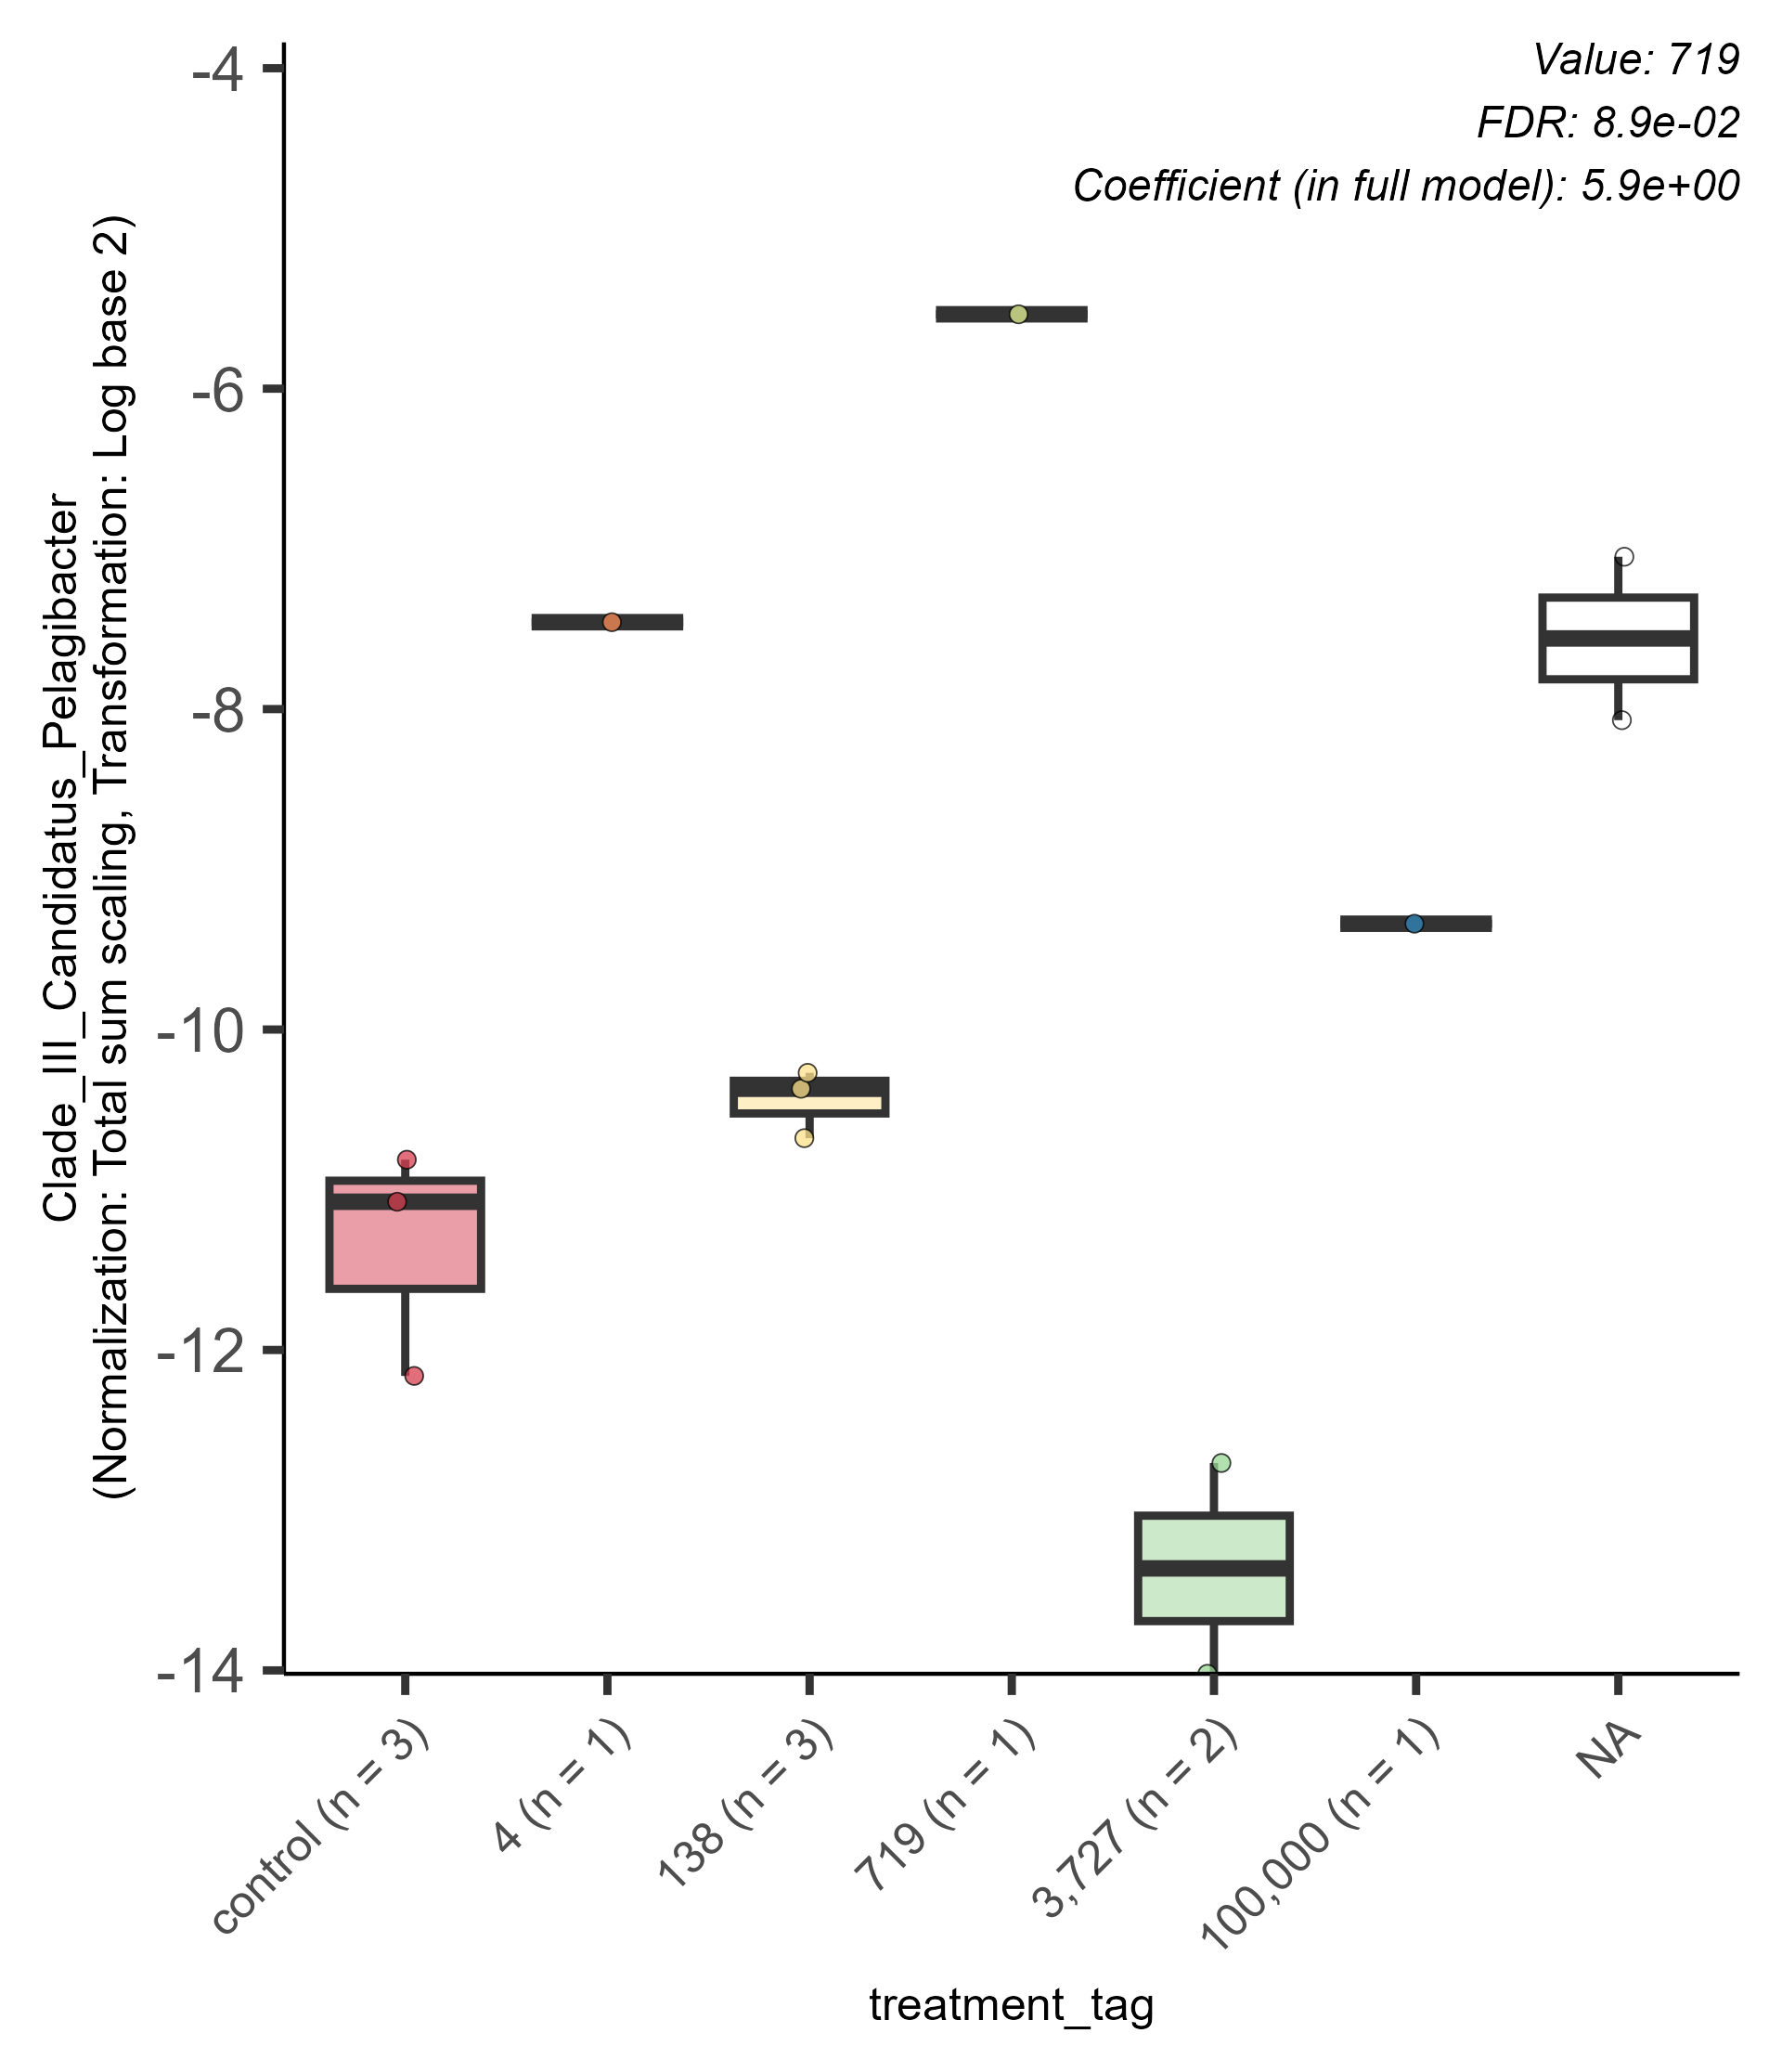 Value: 719
FDR: 8.9e-02
Coefficient (in full model): 5.9e+00
Clade_III_Candidatus_Pelagibacter
(Normalization: Total sum scaling, Transformation: Log base 2)
-4
-6
-8
-10
-12
-14
control (n = 3)
4 (n = 1)
138 (n = 3)
719 (n = 1)
3,727 (n = 2)
100,000 (n = 1)
NA
treatment_tag